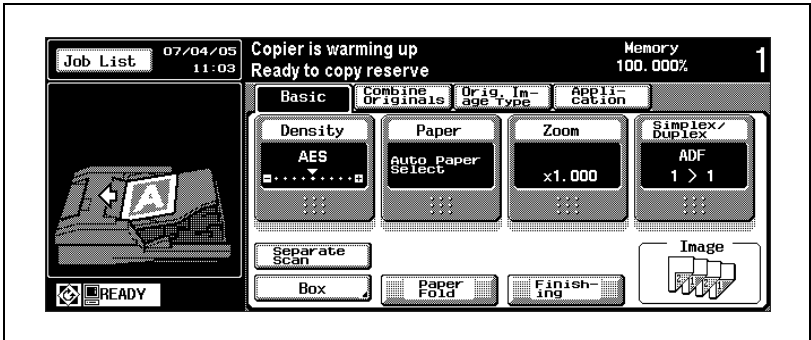 Job List
07/04/05
11:03
Copier is warming up
Ready to copy reserve
Memory
100.000%
1
Basic
Combine
Originals
Orig. Im-
age Type
Appli-
cation
Density
AES
Paper
Auto Paper
Select
Zoom
x1.000
Simplex/
Duplex
ADF
1 > 1
A
Separate
Scan
Box
Paper
Fold
Finish-
ing
Image
READY